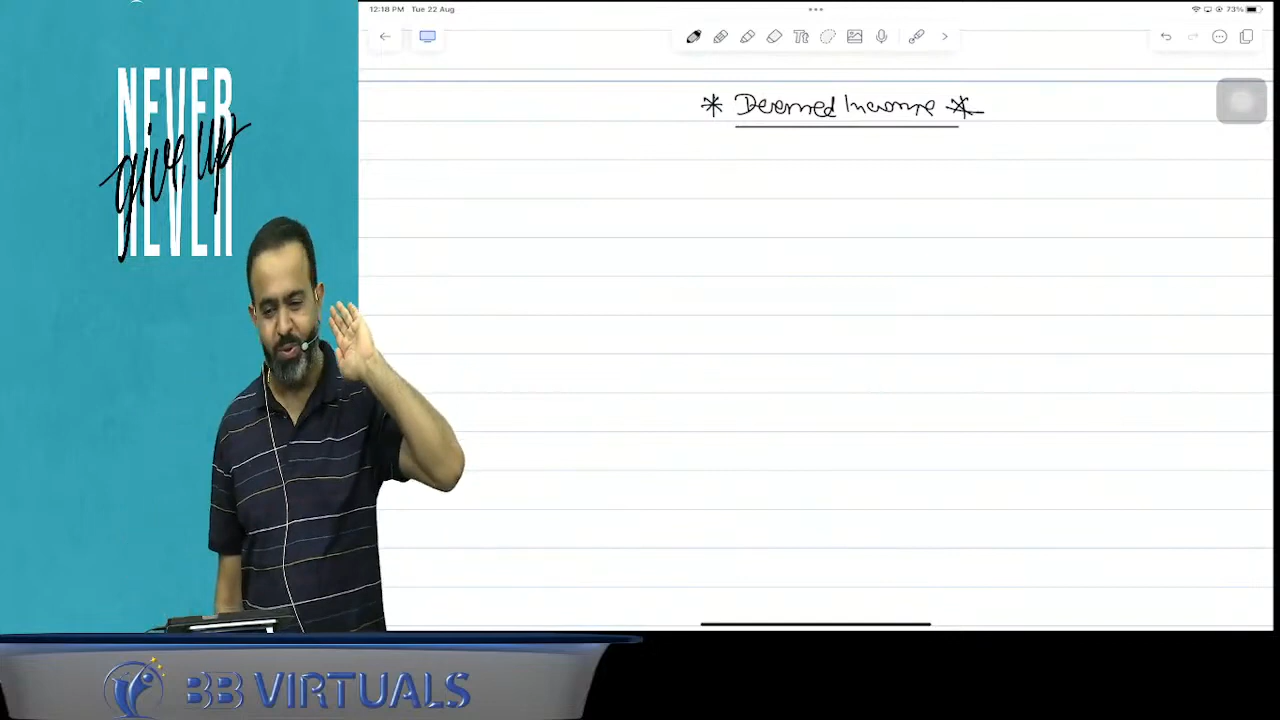 12:18 PM Tue 22 Aug
73%
NEVER
give up
NEVER
* Deemed Income *
BB VIRTUALS